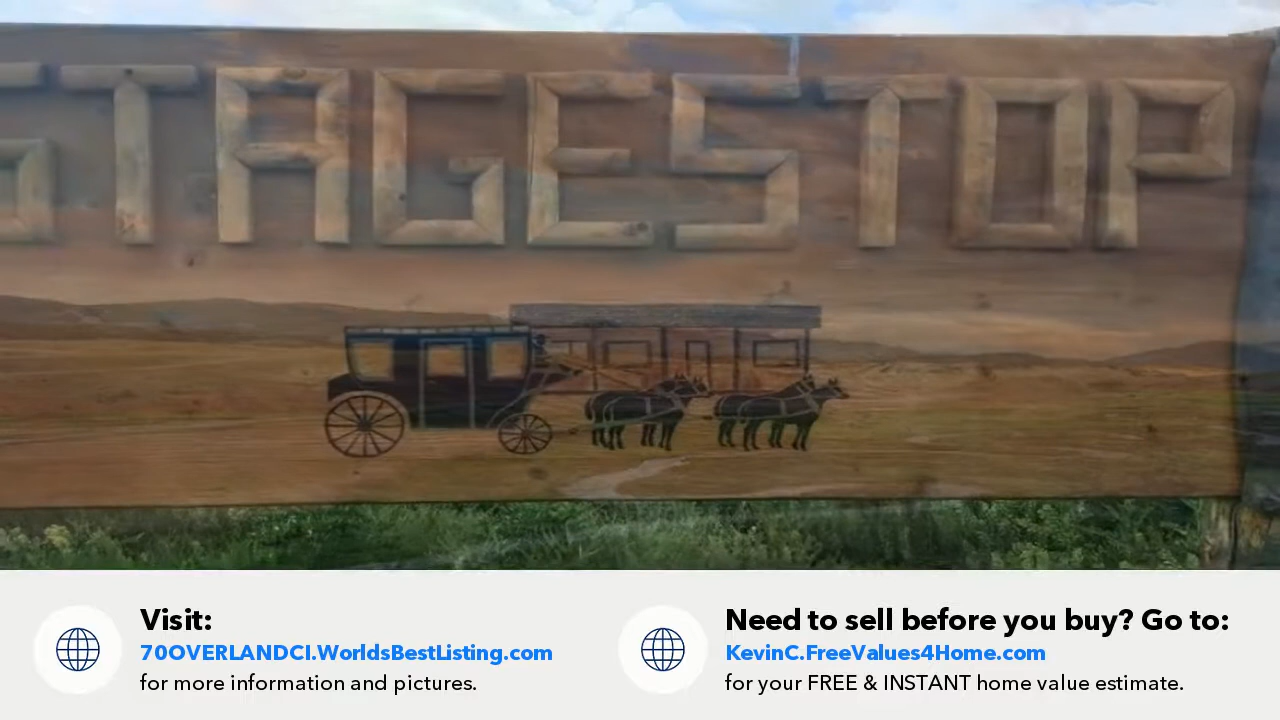 STAGESTOP
Visit:
70OVERLANDCI.WorldsBestListing.com
for more information and pictures.
Need to sell before you buy? Go to:
KevinC.FreeValues4Home.com
for your FREE & INSTANT home value estimate.